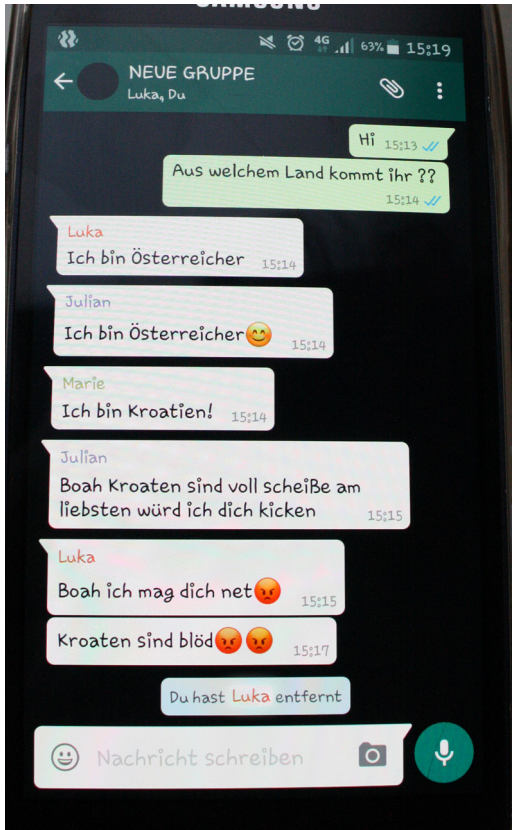 SAMSUNG
4G 63% 15:19
NEUE GRUPPE
Luka, Du
Hi 15:13
Aus welchem Land kommt ihr ??
15:14
Luka
Ich bin Österreicher 15:14
Julian
Ich bin Österreicher😊 15:14
Marie
Ich bin Kroatien! 15:14
Julian
Boah Kroaten sind voll scheiße am
liebsten würd ich dich kicken 15:15
Luka
Boah ich mag dich net😡 15:15
Kroaten sind blöd😡😡 15:17
Du hast Luka entfernt
Nachricht schreiben